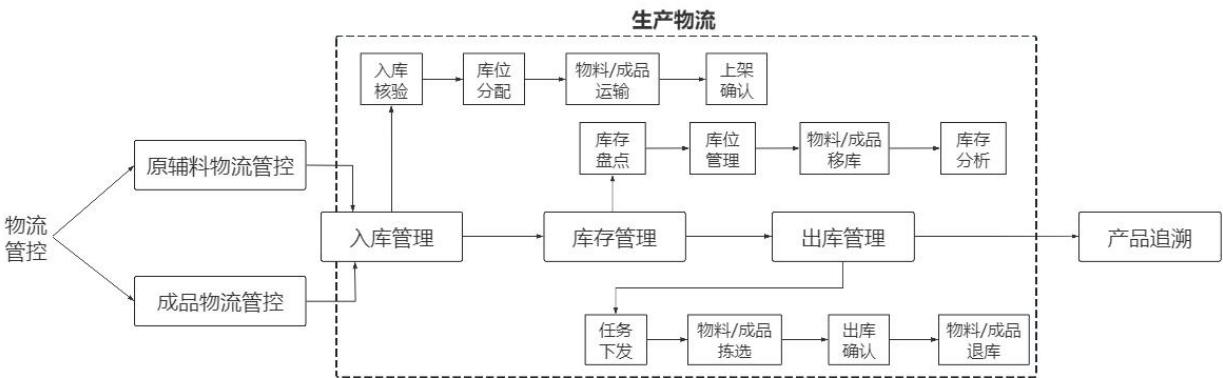 生产物流
入库
核验
库位
分配
物料/成品
运输
上架
确认
库存
盘点
库位
管理
物料/成品
移库
库存
分析
原辅料物流管控
物流
管控
入库管理
库存管理
出库管理
产品追溯
成品物流管控
任务
下发
物料/成品
拣选
出库
确认
物料/成品
退库